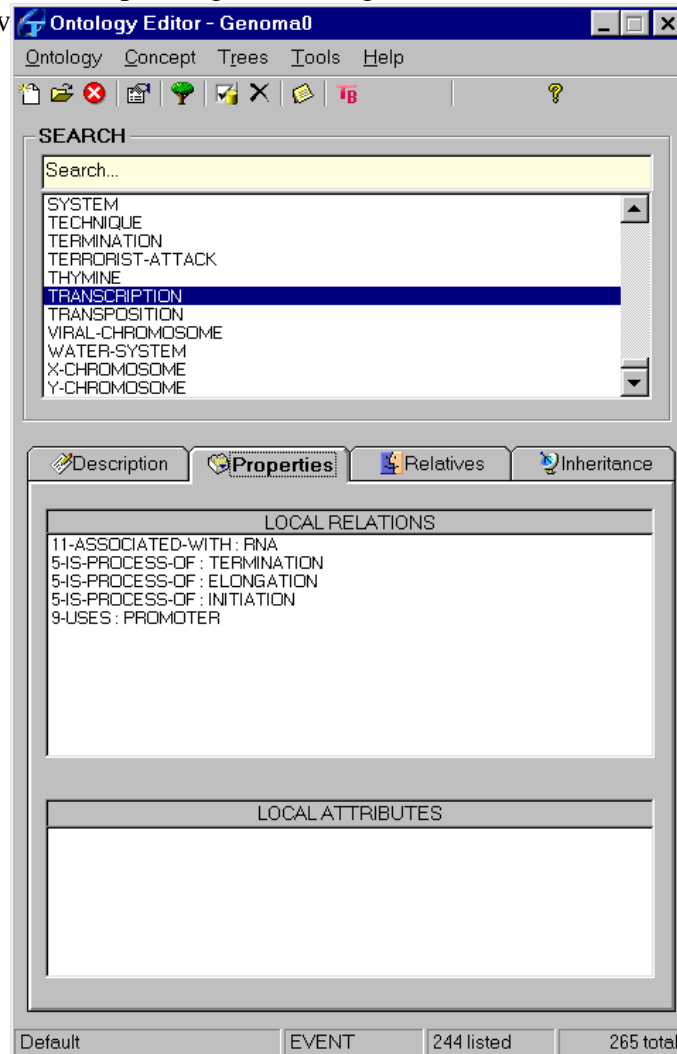 v
Ontology Editor - Genoma0
Ontology Concept Trees Tools Help
TB ?
SEARCH
Search...
SYSTEM
TECHNIQUE
TERMINATION
TERRORIST-ATTACK
THYMINE
TRANSCRIPTION
TRANSPOSITION
VIRAL-CHROMOSOME
WATER-SYSTEM
X-CHROMOSOME
Y-CHROMOSOME
Description Properties Relatives Inheritance
LOCAL RELATIONS
11-ASSOCIATED-WITH : RNA
5-IS-PROCESS-OF : TERMINATION
5-IS-PROCESS-OF : ELONGATION
5-IS-PROCESS-OF : INITIATION
9-USES : PROMOTER
LOCAL ATTRIBUTES
Default EVENT 244 listed 265 total